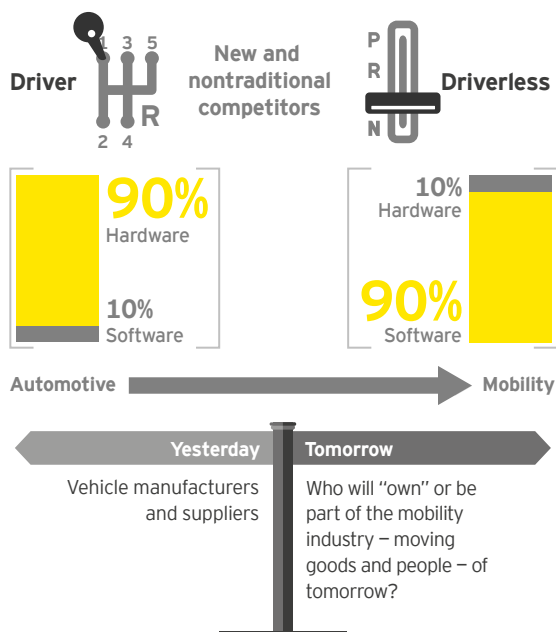 Driver
1 3 5
R
2 4
New and
nontraditional
competitors
P
R
N
Driverless
90%
Hardware
10%
Software
10%
Hardware
90%
Software
Automotive
Mobility
Yesterday
Tomorrow
Vehicle manufacturers
and suppliers
Who will “own” or be
part of the mobility
industry – moving
goods and people – of
tomorrow?